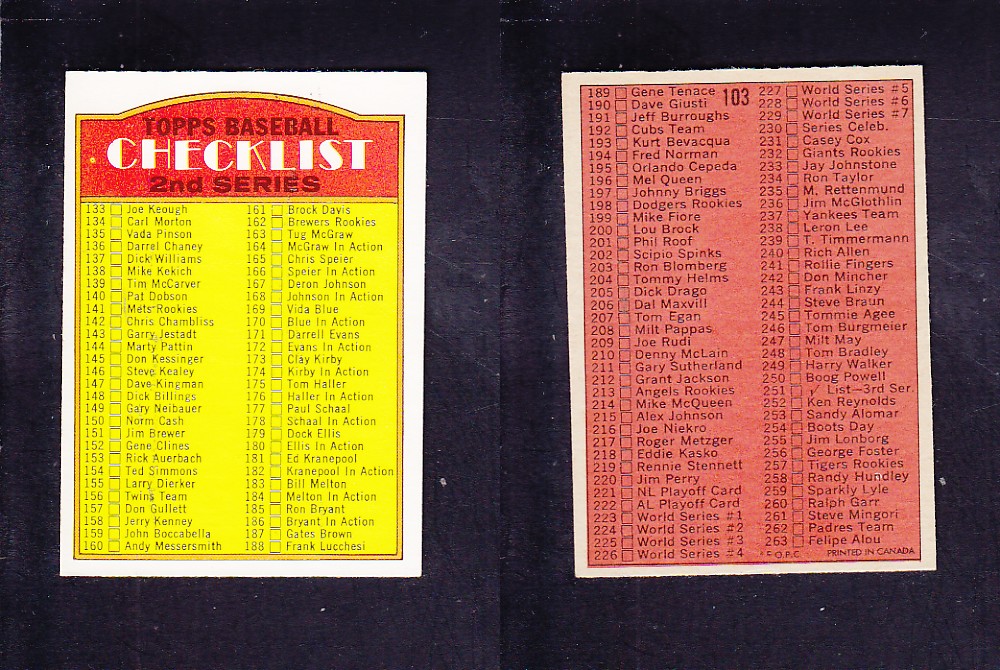 TOPPS BASEBALL
CHECKLIST
2nd SERIES
133 Joe Keough
134 Carl Morton
135 Vada Pinson
136 Darrel Chaney
137 Dick Williams
138 Mike Kekich
139 Tim McCarver
140 Pat Dobson
141 Mets Rookies
142 Chris Chambliss
143 Garry Jestadt
144 Marty Pattin
145 Don Kessinger
146 Steve Kealey
147 Dave Kingman
148 Dick Billings
149 Gary Neibauer
150 Norm Cash
151 Jim Brewer
152 Gene Clines
153 Rick Auerbach
154 Ted Simmons
155 Larry Dierker
156 Twins Team
157 Don Gullett
158 Jerry Kenney
159 John Boccabella
160 Andy Messersmith
161 Brock Davis
162 Brewers Rookies
163 Tug McGraw
164 McGraw In Action
165 Chris Speier
166 Speier In Action
167 Deron Johnson
168 Johnson In Action
169 Vida Blue
170 Blue In Action
171 Darrell Evans
172 Evans In Action
173 Clay Kirby
174 Kirby In Action
175 Tom Haller
176 Haller In Action
177 Paul Schaal
178 Schaal In Action
179 Dock Ellis
180 Ellis In Action
181 Ed Kranepool
182 Kranepool In Action
183 Bill Melton
184 Melton In Action
185 Ron Bryant
186 Bryant In Action
187 Gates Brown
188 Frank Lucchesi
103
189 Gene Tenace
190 Dave Giusti
191 Jeff Burroughs
192 Cubs Team
193 Kurt Bevacqua
194 Fred Norman
195 Orlando Cepeda
196 Mel Queen
197 Johnny Briggs
198 Dodgers Rookies
199 Mike Fiore
200 Lou Brock
201 Phil Roof
202 Scipio Spinks
203 Ron Blomberg
204 Tommy Helms
205 Dick Drago
206 Dal Maxvill
207 Tom Egan
208 Milt Pappas
209 Joe Rudi
210 Denny McLain
211 Gary Sutherland
212 Grant Jackson
213 Angels Rookies
214 Mike McQueen
215 Alex Johnson
216 Joe Niekro
217 Roger Metzger
218 Eddie Kasko
219 Rennie Stennett
220 Jim Perry
221 NL Playoff Card
222 AL Playoff Card
223 World Series #1
224 World Series #2
225 World Series #3
226 World Series #4
227 World Series #5
228 World Series #6
229 World Series #7
230 Series Celeb.
231 Casey Cox
232 Giants Rookies
233 Jay Johnstone
234 Ron Taylor
235 M. Rettenmund
236 Jim McGlothlin
237 Yankees Team
238 Leron Lee
239 T. Timmermann
240 Rich Allen
241 Rollie Fingers
242 Don Mincher
243 Frank Linzy
244 Steve Braun
245 Tommie Agee
246 Tom Burgmeier
247 Milt May
248 Tom Bradley
249 Harry Walker
250 Boog Powell
251 √ List—3rd Ser.
252 Ken Reynolds
253 Sandy Alomar
254 Boots Day
255 Jim Lonborg
256 George Foster
257 Tigers Rookies
258 Randy Hundley
259 Sparkly Lyle
260 Ralph Garr
261 Steve Mingori
262 Padres Team
263 Felipe Alou
O.P.C. PRINTED IN CANADA